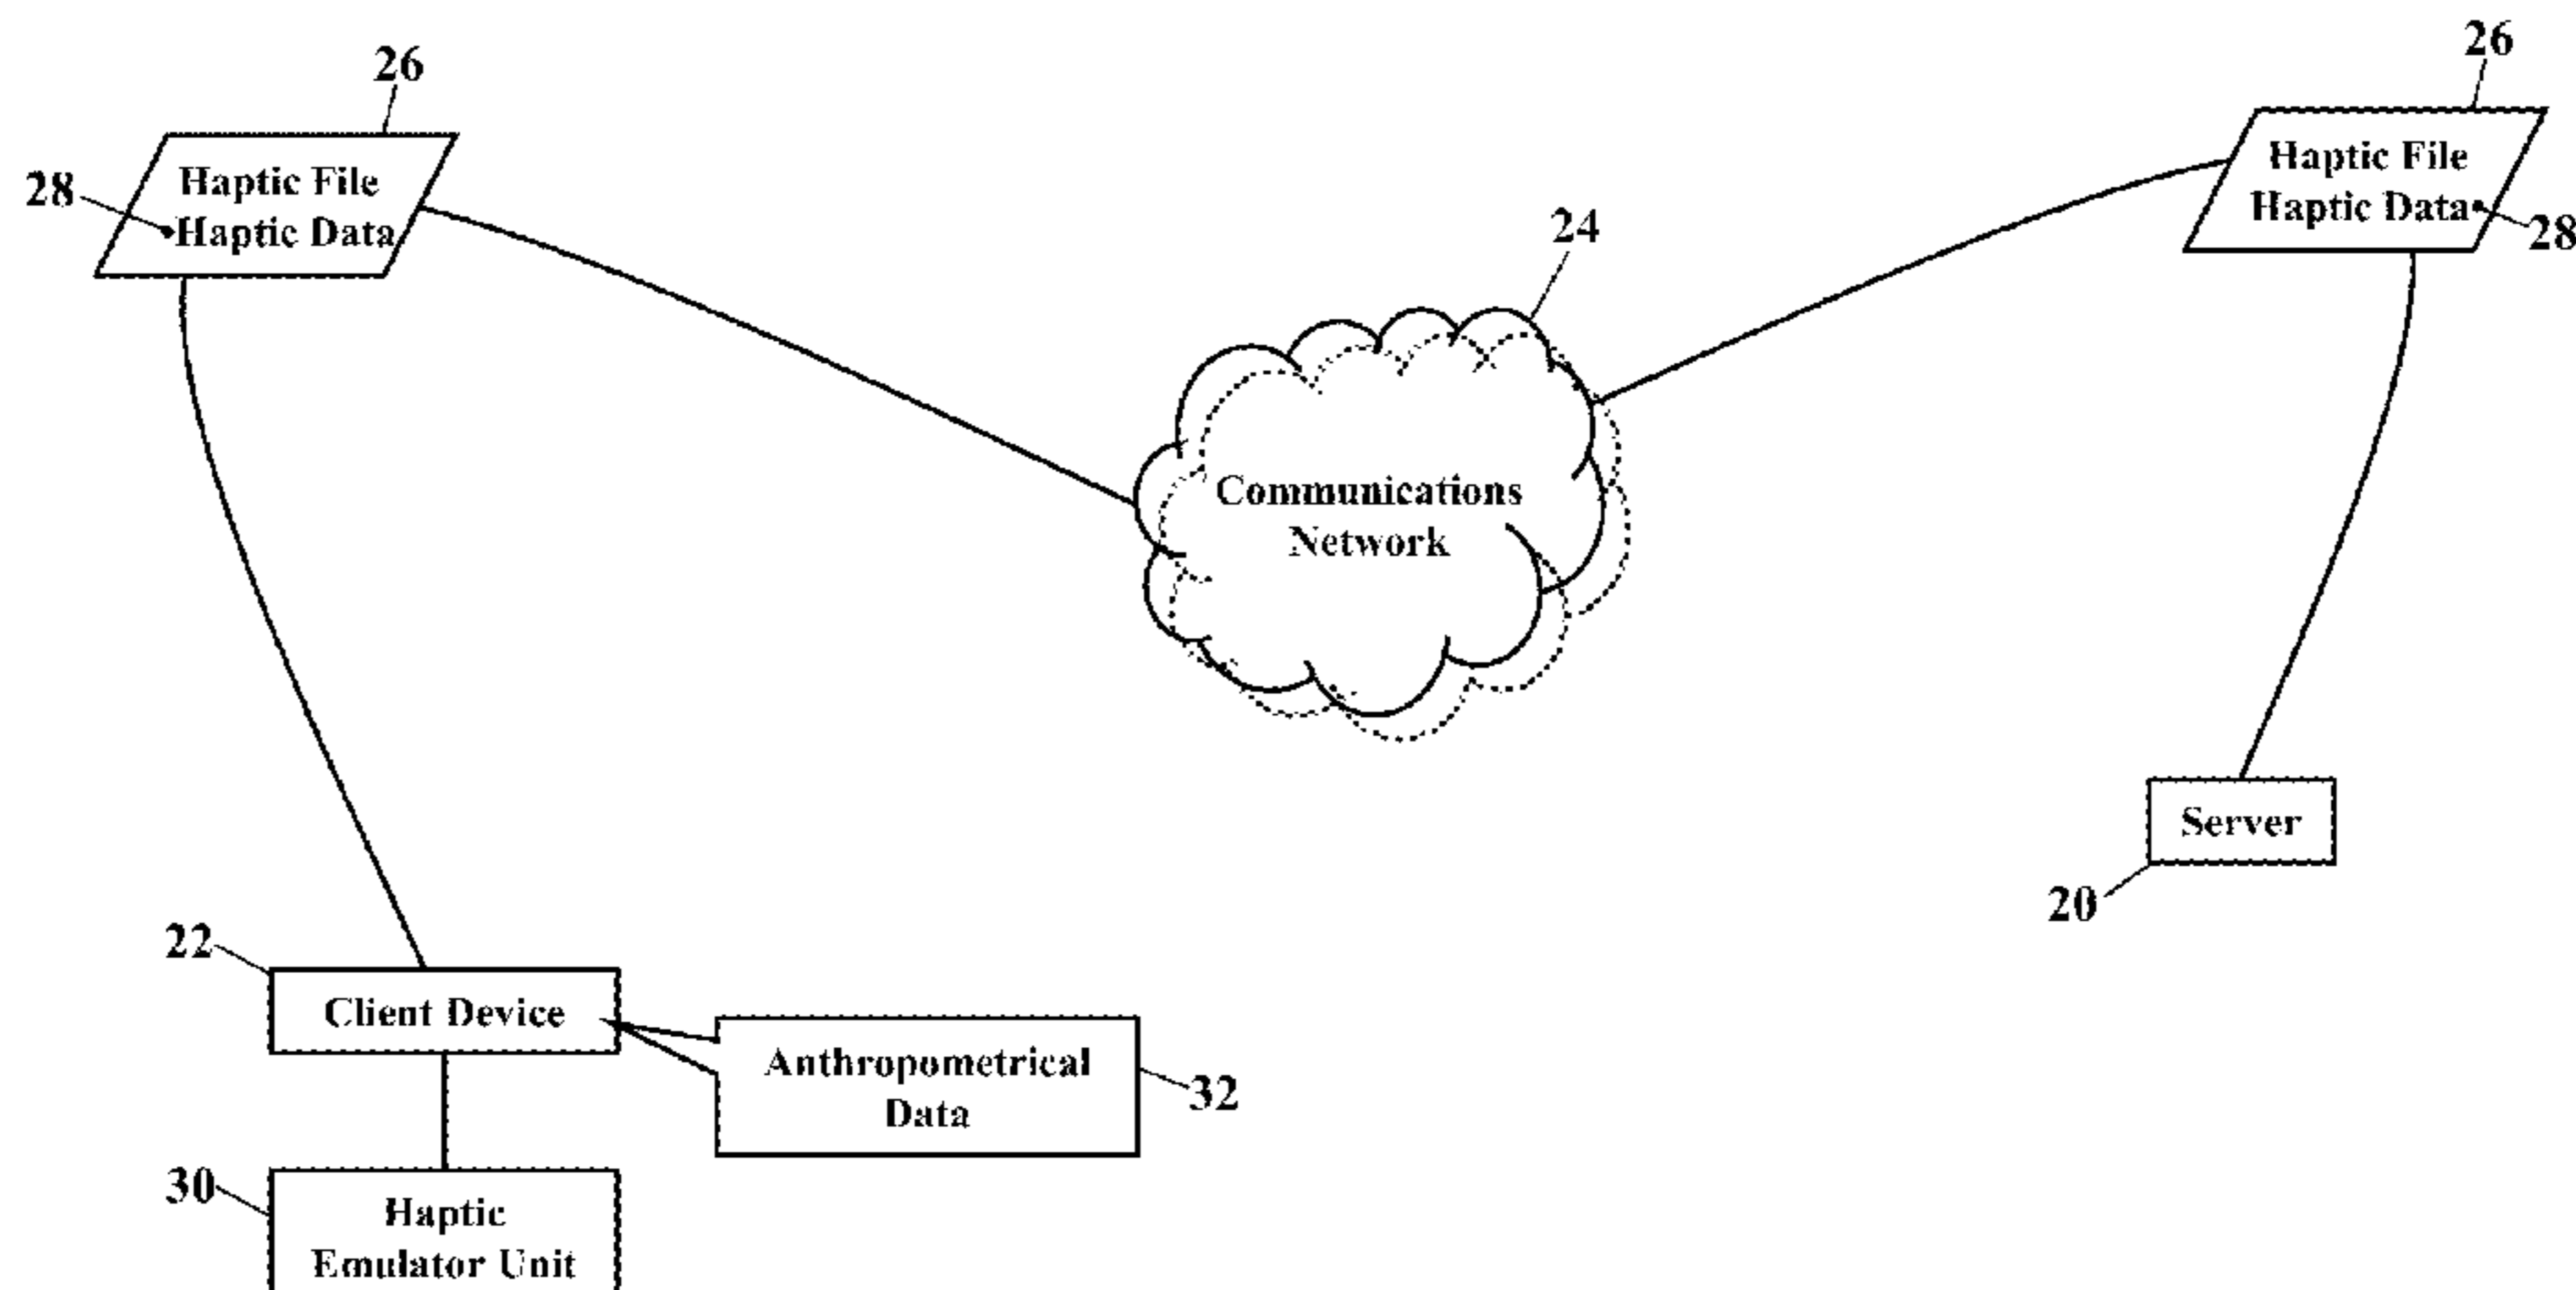 26
26
Haptic File
28
Haptic Data
Haptic File
Haptic Data
28
24
Communications
Network
Server
20
22
Client Device
Anthropometrical
Data
32
30
Haptic
Emulator Unit